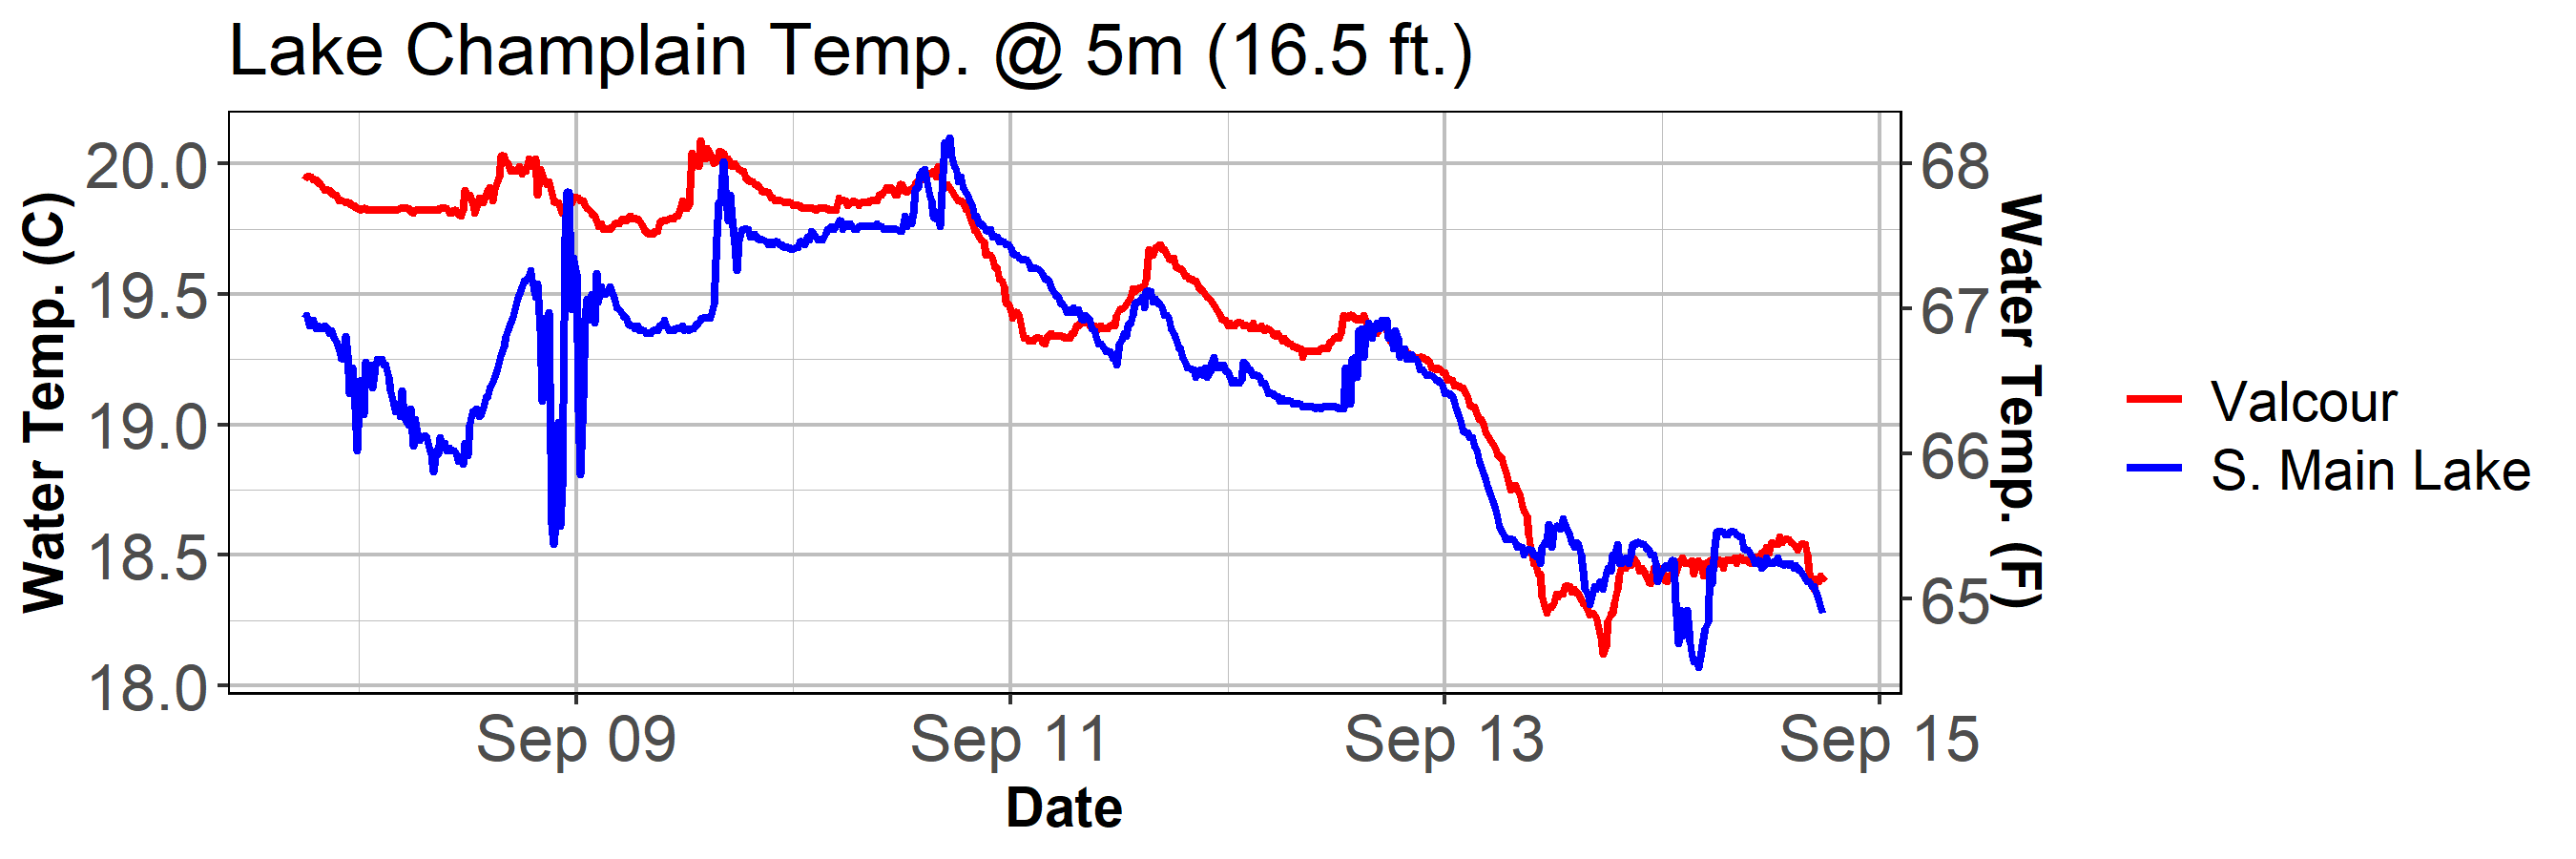 Lake Champlain Temp. @ 5m (16.5 ft.)
Water Temp. (C)
20.0
19.5
19.0
18.5
18.0
68
67
66
65
Water Temp. (F)
Sep 09
Sep 11
Sep 13
Sep 15
Date
Valcour
S. Main Lake